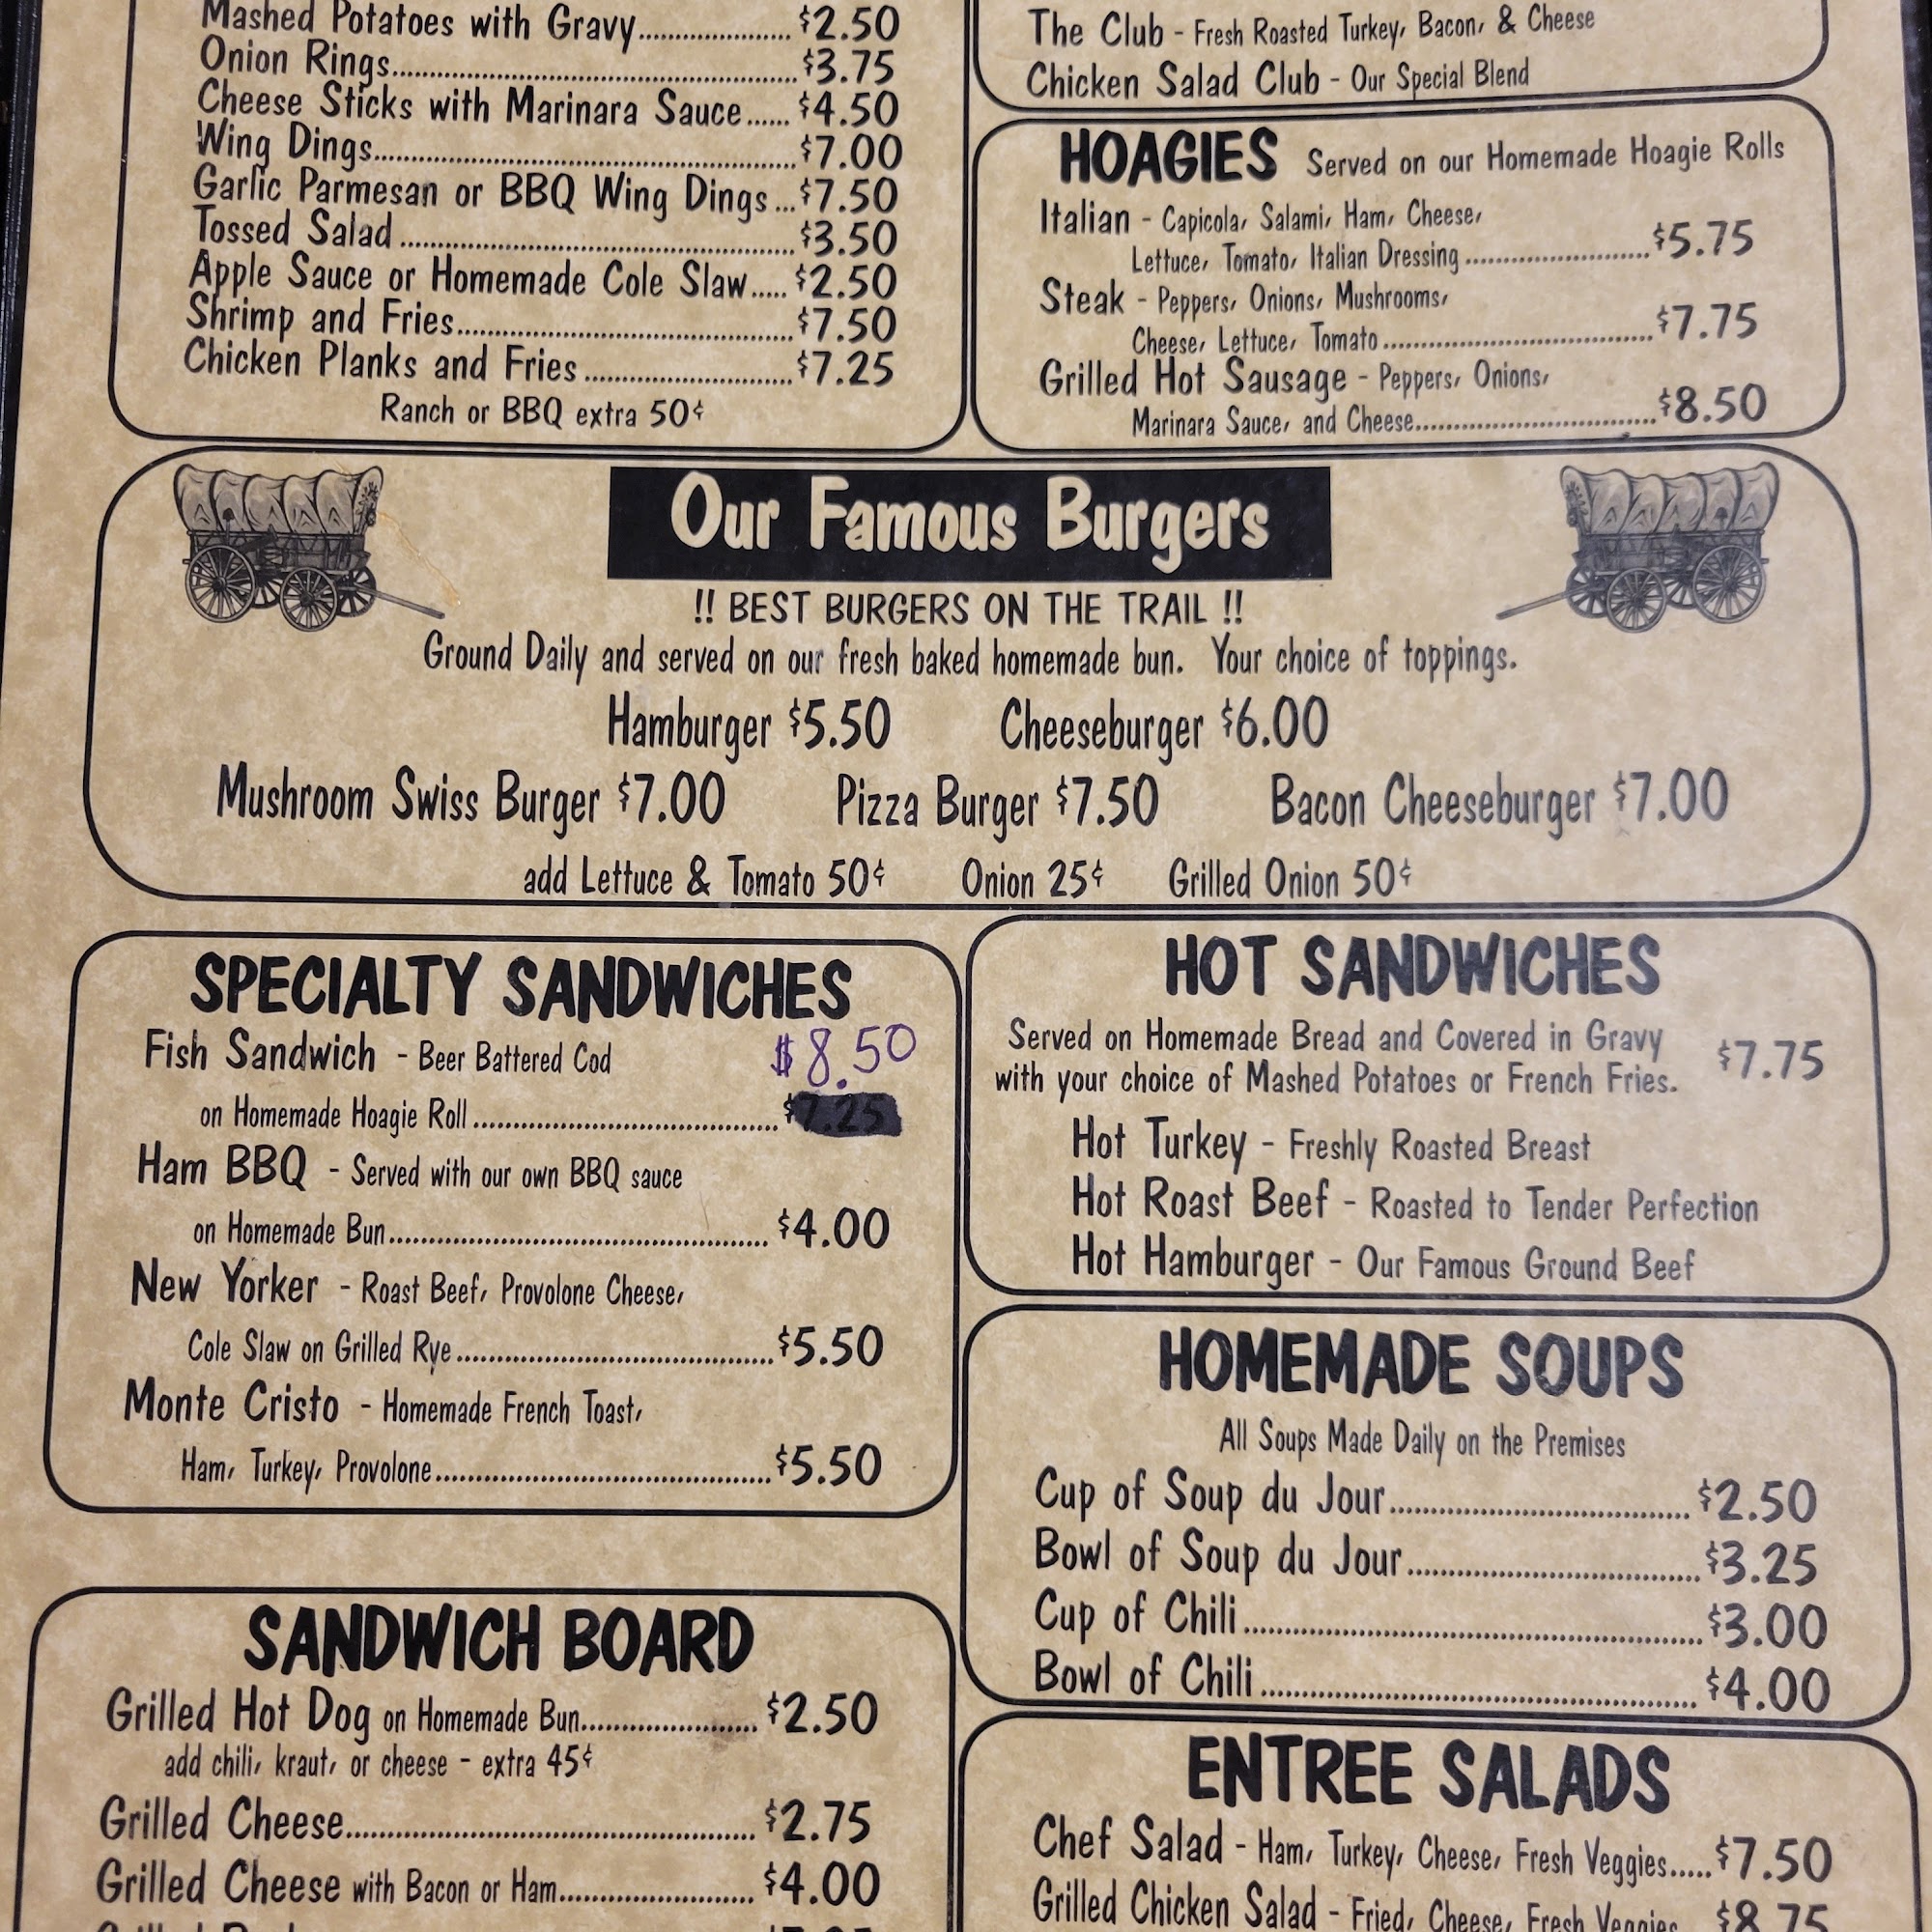 Mashed Potatoes with Gravy..................... $2.50
Onion Rings.......................................................... $3.75
Cheese Sticks with Marinara Sauce...... $4.50
Wing Dings............................................................ $7.00
Garlic Parmesan or BBQ Wing Dings ... $7.50
Tossed Salad ......................................................... $3.50
Apple Sauce or Homemade Cole Slaw..... $2.50
Shrimp and Fries................................................ $7.50
Chicken Planks and Fries .............................. $7.25
Ranch or BBQ extra 50¢
The Club - Fresh Roasted Turkey, Bacon, & Cheese
Chicken Salad Club - Our Special Blend
HOAGIES Served on our Homemade Hoagie Rolls
Italian - Capicola, Salami, Ham, Cheese,
Lettuce, Tomato, Italian Dressing ........................... $5.75
Steak - Peppers, Onions, Mushrooms,
Cheese, Lettuce, Tomato ....................................... $7.75
Grilled Hot Sausage - Peppers, Onions,
Marinara Sauce, and Cheese................................... $8.50
Our Famous Burgers
!! BEST BURGERS ON THE TRAIL !!
Ground Daily and served on our fresh baked homemade bun. Your choice of toppings.
Hamburger $5.50 Cheeseburger $6.00
Mushroom Swiss Burger $7.00 Pizza Burger $7.50 Bacon Cheeseburger $7.00
add Lettuce & Tomato 50¢ Onion 25¢ Grilled Onion 50¢
SPECIALTY SANDWICHES
Fish Sandwich - Beer Battered Cod $8.50
on Homemade Hoagie Roll ............................................. $7.25
Ham BBQ - Served with our own BBQ sauce
on Homemade Bun....................................................... $4.00
New Yorker - Roast Beef, Provolone Cheese,
Cole Slaw on Grilled Rye .............................................. $5.50
Monte Cristo - Homemade French Toast,
Ham, Turkey, Provolone ................................................. $5.50
HOT SANDWICHES
Served on Homemade Bread and Covered in Gravy
with your choice of Mashed Potatoes or French Fries. $7.75
Hot Turkey - Freshly Roasted Breast
Hot Roast Beef - Roasted to Tender Perfection
Hot Hamburger - Our Famous Ground Beef
HOMEMADE SOUPS
All Soups Made Daily on the Premises
Cup of Soup du Jour........................................... $2.50
Bowl of Soup du Jour.......................................... $3.25
Cup of Chili.................................................................. $3.00
Bowl of Chili ............................................................... $4.00
SANDWICH BOARD
Grilled Hot Dog on Homemade Bun......................... $2.50
add chili, kraut, or cheese - extra 45¢
Grilled Cheese........................................................... $2.75
Grilled Cheese with Bacon or Ham............................ $4.00
ENTREE SALADS
Chef Salad - Ham, Turkey, Cheese, Fresh Veggies..... $7.50
Grilled Chicken Salad - Fried, Cheese, Fresh Veggies $8.75